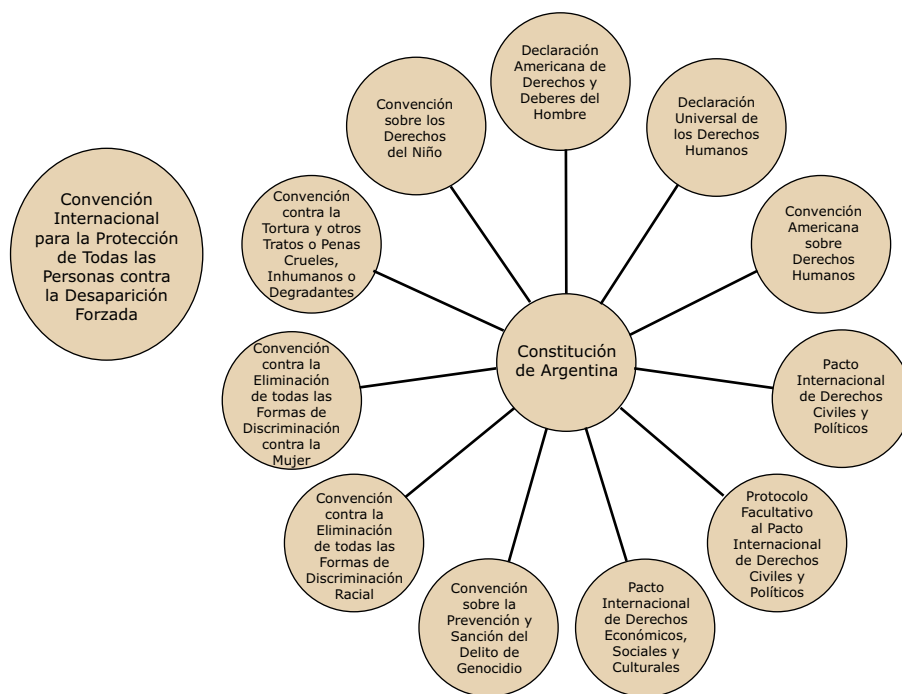 Convención
Internacional
para la Protección
de Todas las
Personas contra
la Desaparición
Forzada
Declaración
Americana de
Derechos y
Deberes del
Hombre
Declaración
Universal de
los Derechos
Humanos
Convención
Americana
sobre
Derechos
Humanos
Pacto
Internacional
de Derechos
Civiles y
Políticos
Protocolo
Facultativo
al Pacto
Internacional
de Derechos
Civiles y
Políticos
Pacto
Internacional
de Derechos
Económicos,
Sociales y
Culturales
Convención
sobre la
Prevención y
Sanción del
Delito de
Genocidio
Convención
contra la
Eliminación
de todas las
Formas de
Discriminación
Racial
Convención
contra la
Eliminación
de todas las
Formas de
Discriminación
contra la
Mujer
Convención
contra la
Tortura y otros
Tratos o Penas
Crueles,
Inhumanos o
Degradantes
Convención
sobre los
Derechos
del Niño
Constitución
de Argentina